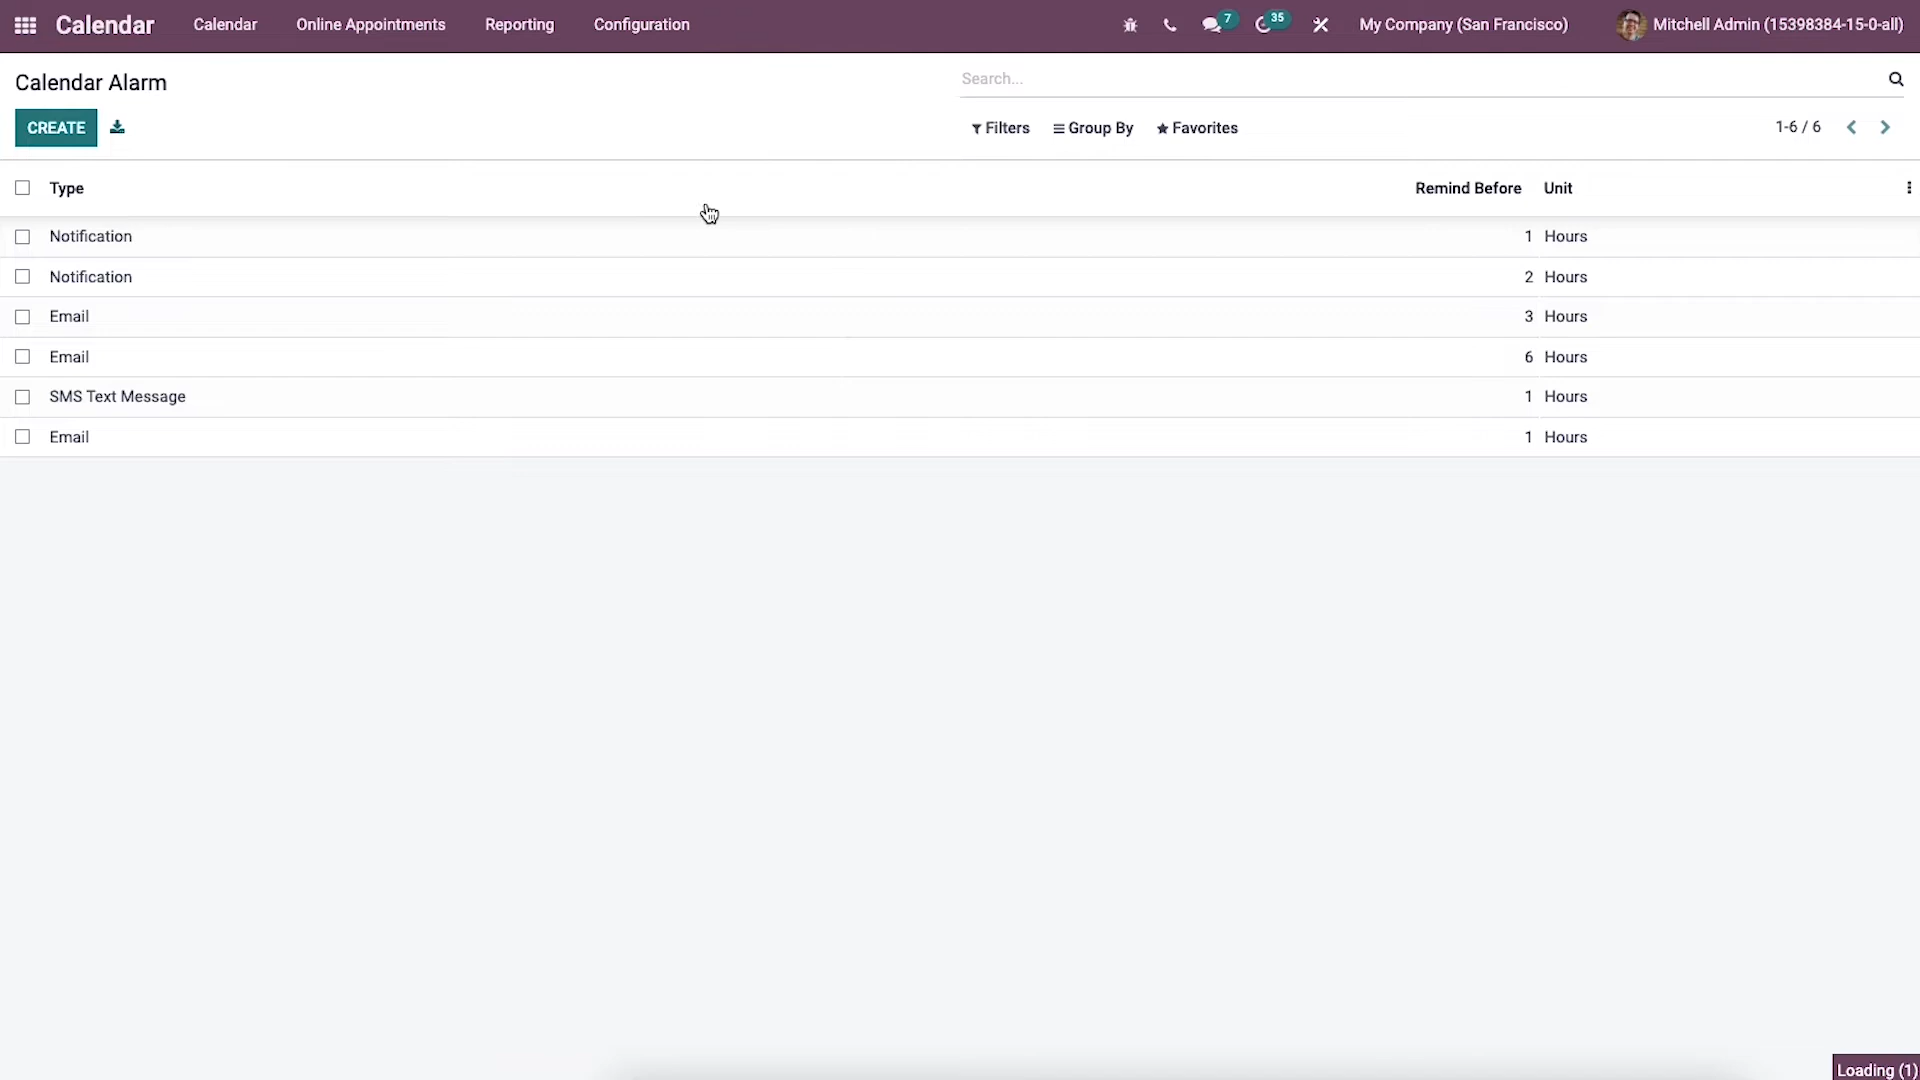 Calendar Calendar Online Appointments Reporting Configuration 7 35 My Company (San Francisco) Mitchell Admin (15398384-15-0-all)
Calendar Alarm Search...
CREATE Filters Group By Favorites 1-6 / 6
Type Remind Before Unit
Notification 1 Hours
Notification 2 Hours
Email 3 Hours
Email 6 Hours
SMS Text Message 1 Hours
Email 1 Hours
Loading (1)